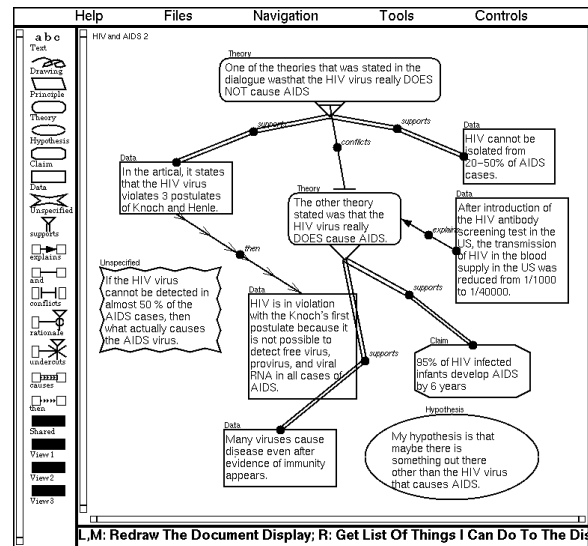 Help Files Navigation Tools Controls
a b c
Text
Drawing
Principle
Theory
Hypothesis
Claim
Data
Unspecified
supports
explains
and
conflicts
rationale
undercuts
causes
then
Shared
View 1
View2
View3
HIV and AIDS 2
Theory
One of the theories that was stated in the
dialogue wasthat the HIV virus really DOES
NOT cause AIDS
supports
conflicts
supports
Data
HIV cannot be
isolated from
20-50% of AIDS
cases.
Data
In the artical, it states
that the HIV virus
violates 3 postulates
of Knoch and Henle.
Theory
The other theory
stated was that the
HIV virus really
DOES cause AIDS.
explains
Data
After introduction of
the HIV antibody
screening test in the
US, the transmission
of HIV in the blood
supply in the US was
reduced from 1/1000
to 1/40000.
then
Unspecified
If the HIV virus
cannot be detected in
almost 50 % of the
AIDS cases, then
what actually causes
the AIDS virus.
Data
HIV is in violation
with the Knoch's first
postulate because it
is not possible to
detect free virus,
provirus, and viral
RNA in all cases of
AIDS.
supports
supports
Claim
95% of HIV infected
infants develop AIDS
by 6 years
Data
Many viruses cause
disease even after
evidence of immunity
appears.
Hypothesis
My hypothesis is that
maybe there is
something out there
other than the HIV virus
that causes AIDS.
L,M: Redraw The Document Display; R: Get List Of Things I Can Do To The Dis